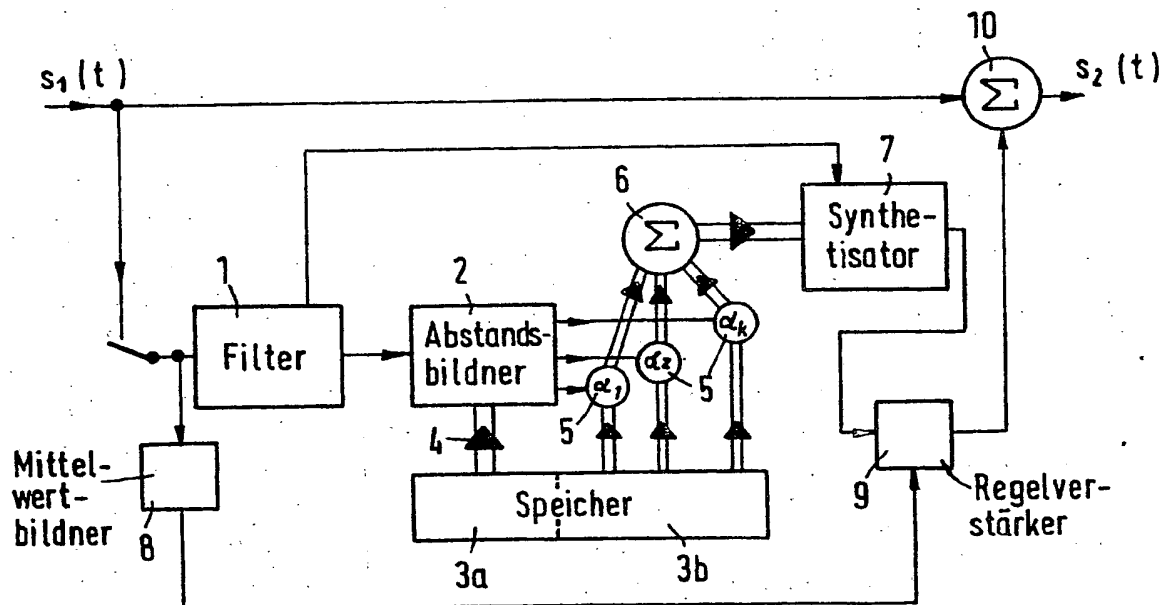 10
s₁(t)
s₂(t)
Σ
7
6
Synthe-
tisator
Σ
1
2
Filter
Abstands-
bildner
αk
α2
α1
5
5
4
Mittel-
wert-
bildner
8
Speicher
3a
3b
9
Regelver-
stärker